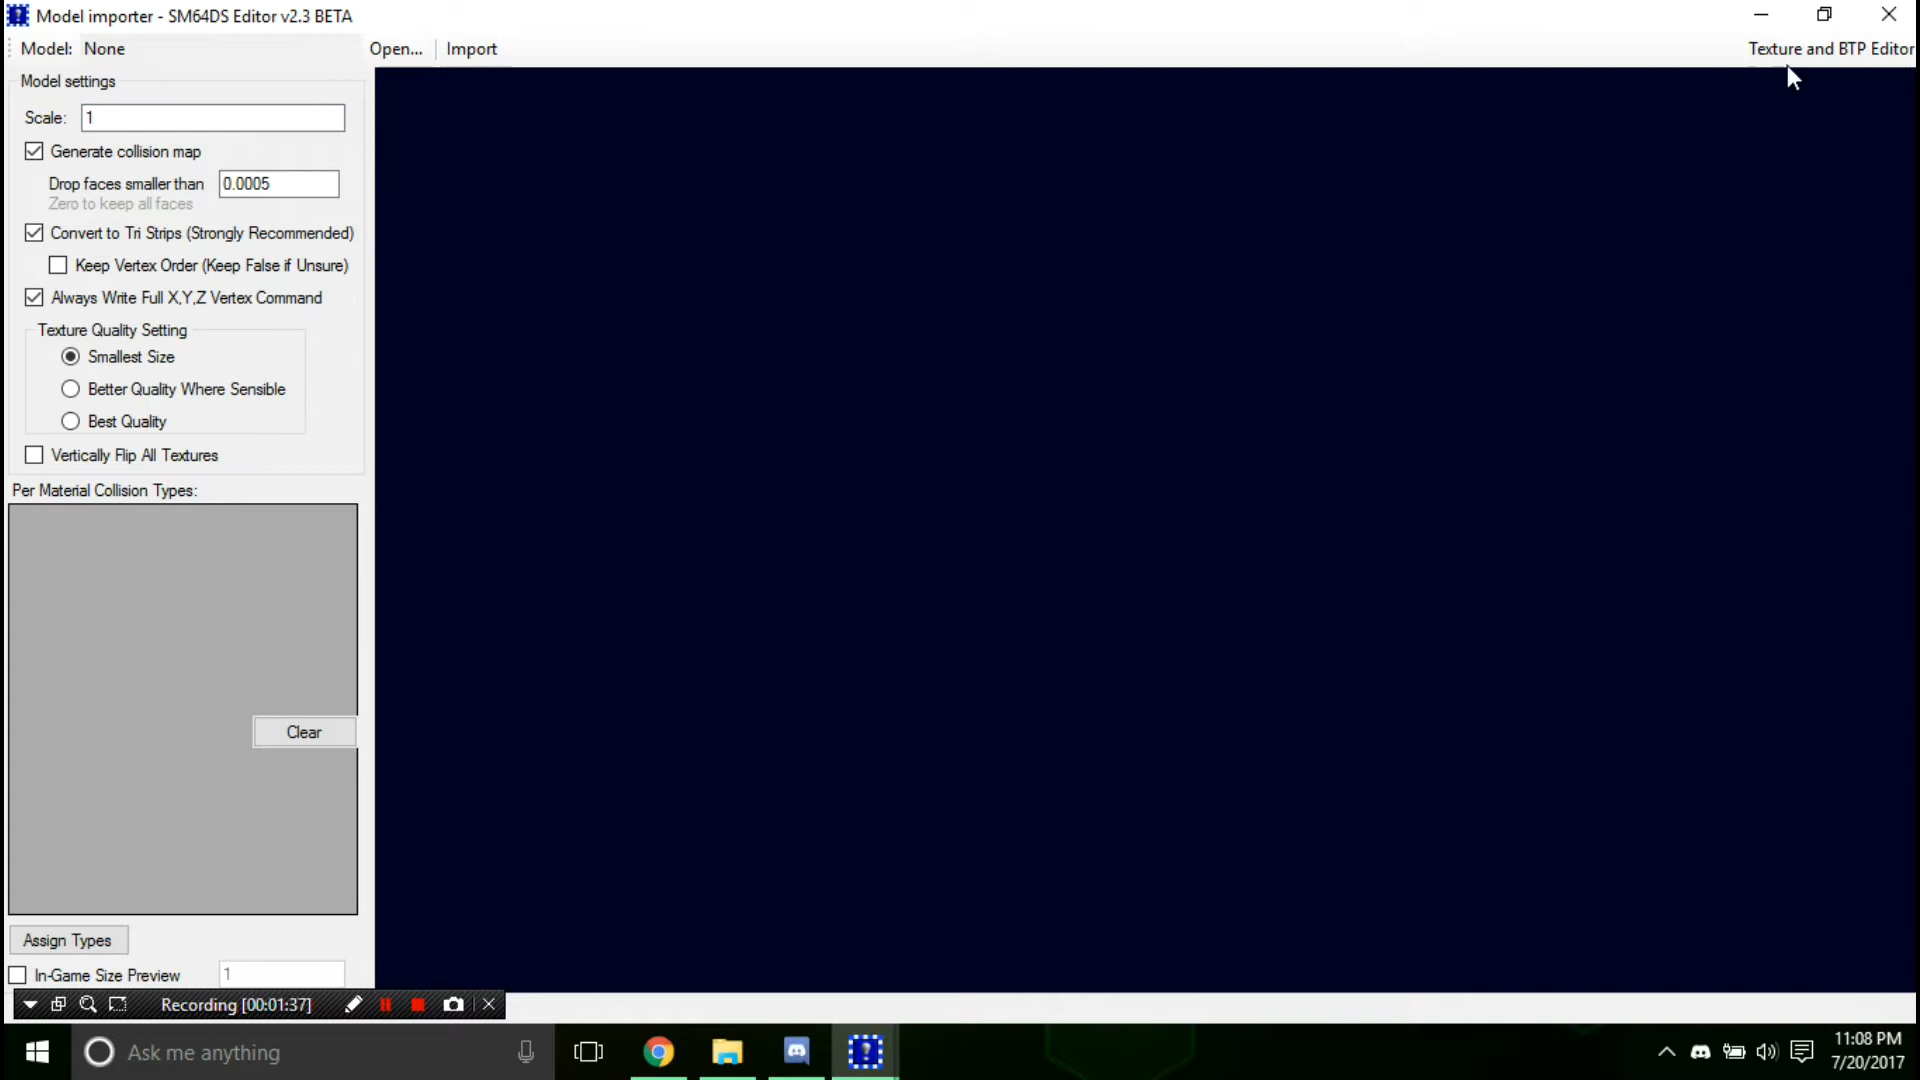 Model importer - SM64DS Editor v2.3 BETA
Model: None Open... Import Texture and BTP Editor
Model settings
Scale: 1
Generate collision map
Drop faces smaller than 0.0005
Zero to keep all faces
Convert to Tri Strips (Strongly Recommended)
Keep Vertex Order (Keep False if Unsure)
Always Write Full X,Y,Z Vertex Command
Texture Quality Setting
Smallest Size
Better Quality Where Sensible
Best Quality
Vertically Flip All Textures
Per Material Collision Types:
Clear
Assign Types
In-Game Size Preview 1
Recording [00:01:37]
Ask me anything
11:08 PM
7/20/2017